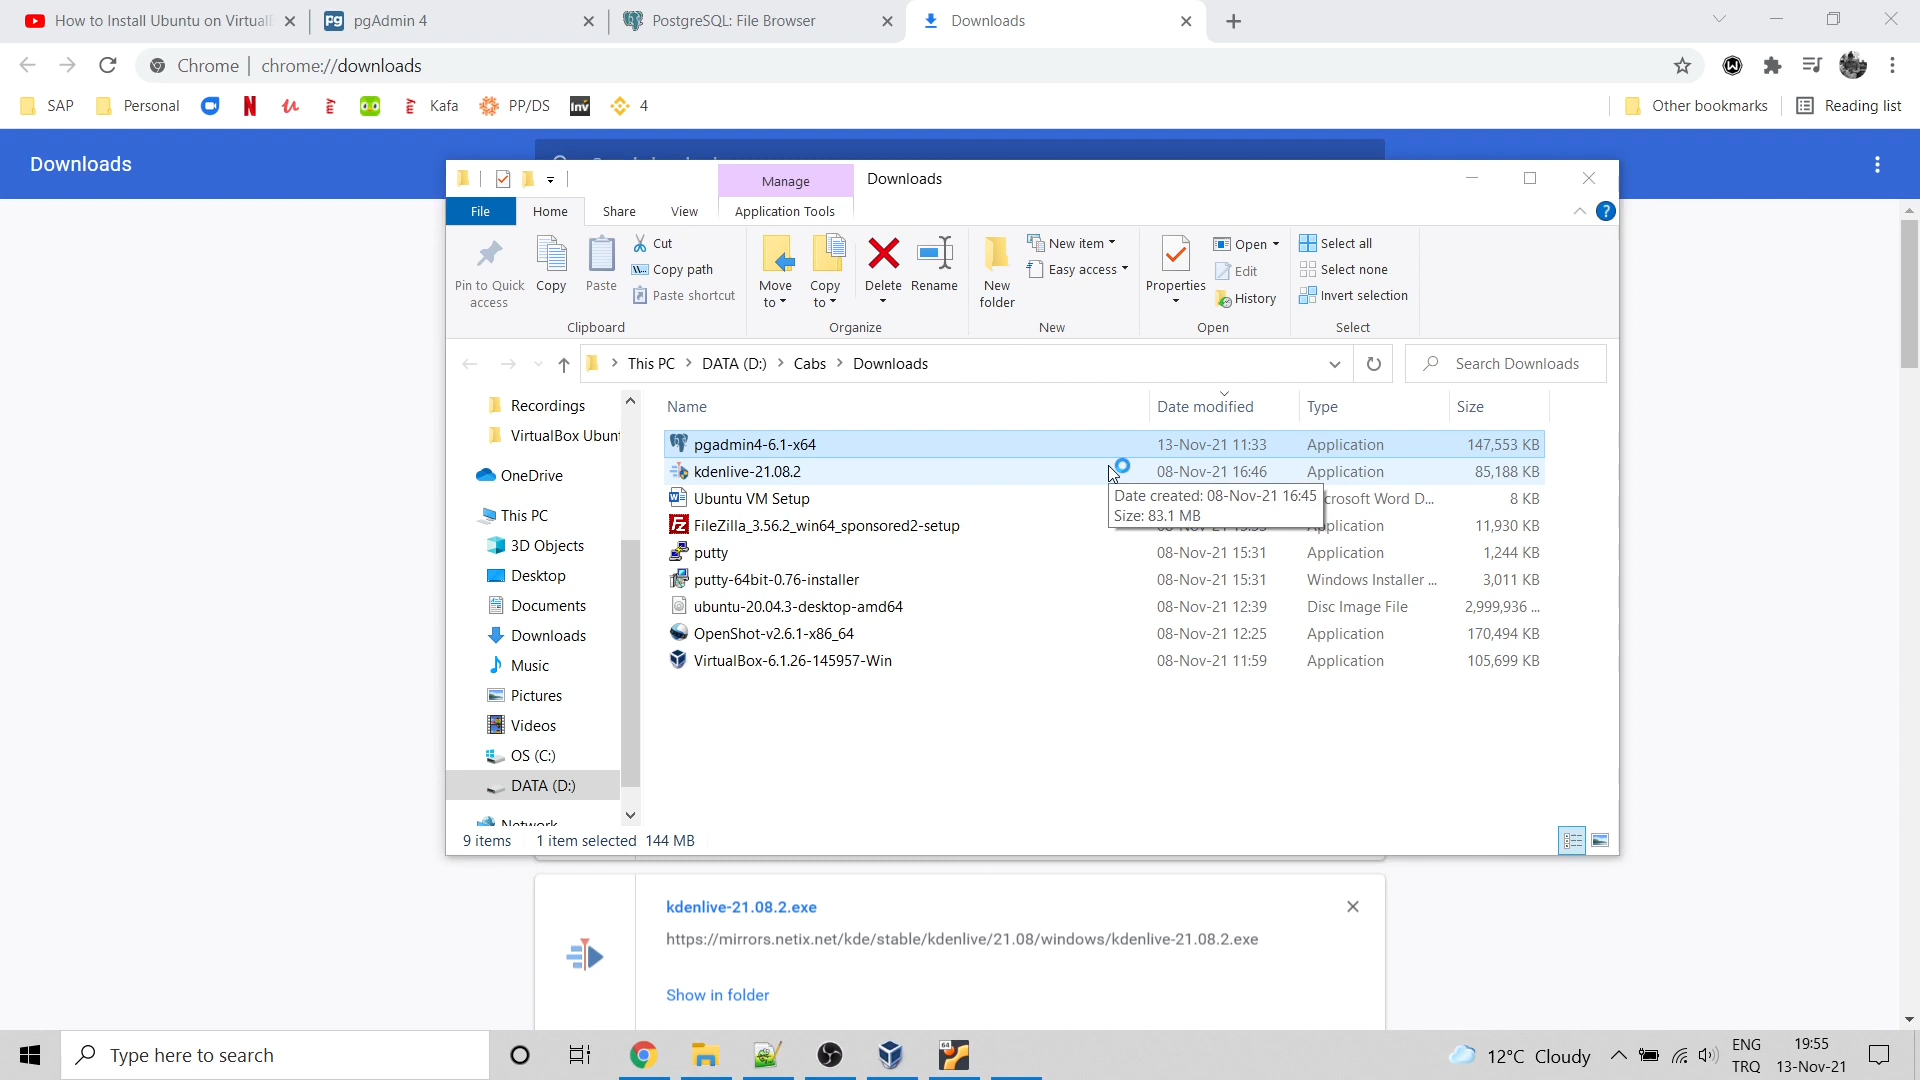 How to Install Ubuntu on Virtual
pgAdmin 4
PostgreSQL: File Browser
Downloads
Chrome
chrome://downloads
SAP
Personal
Kafa
PP/DS
4
Other bookmarks
Reading list
Downloads
Manage
Downloads
File
Home
Share
View
Application Tools
Pin to Quick access
Copy
Paste
Cut
Copy path
Paste shortcut
Clipboard
Move to
Copy to
Delete
Rename
Organize
New folder
New item
Easy access
New
Properties
Open
Edit
History
Open
Select all
Select none
Invert selection
Select
This PC
DATA (D:)
Cabs
Downloads
Search Downloads
Recordings
VirtualBox Ubunt
OneDrive
This PC
3D Objects
Desktop
Documents
Downloads
Music
Pictures
Videos
OS (C:)
DATA (D:)
Network
Name Date modified Type Size
pgadmin4-6.1-x64 13-Nov-21 11:33 Application 147,553 KB
kdenlive-21.08.2 08-Nov-21 16:46 Application 85,188 KB
Ubuntu VM Setup crosoft Word D... 8 KB
FileZilla_3.56.2_win64_sponsored2-setup plication 11,930 KB
putty 08-Nov-21 15:31 Application 1,244 KB
putty-64bit-0.76-installer 08-Nov-21 15:31 Windows Installer ... 3,011 KB
ubuntu-20.04.3-desktop-amd64 08-Nov-21 12:39 Disc Image File 2,999,936 ...
OpenShot-v2.6.1-x86_64 08-Nov-21 12:25 Application 170,494 KB
VirtualBox-6.1.26-145957-Win 08-Nov-21 11:59 Application 105,699 KB
Date created: 08-Nov-21 16:45
Size: 83.1 MB
9 items 1 item selected 144 MB
kdenlive-21.08.2.exe
https://mirrors.netix.net/kde/stable/kdenlive/21.08/windows/kdenlive-21.08.2.exe
Show in folder
Type here to search
12°C Cloudy
ENG
TRQ
19:55
13-Nov-21